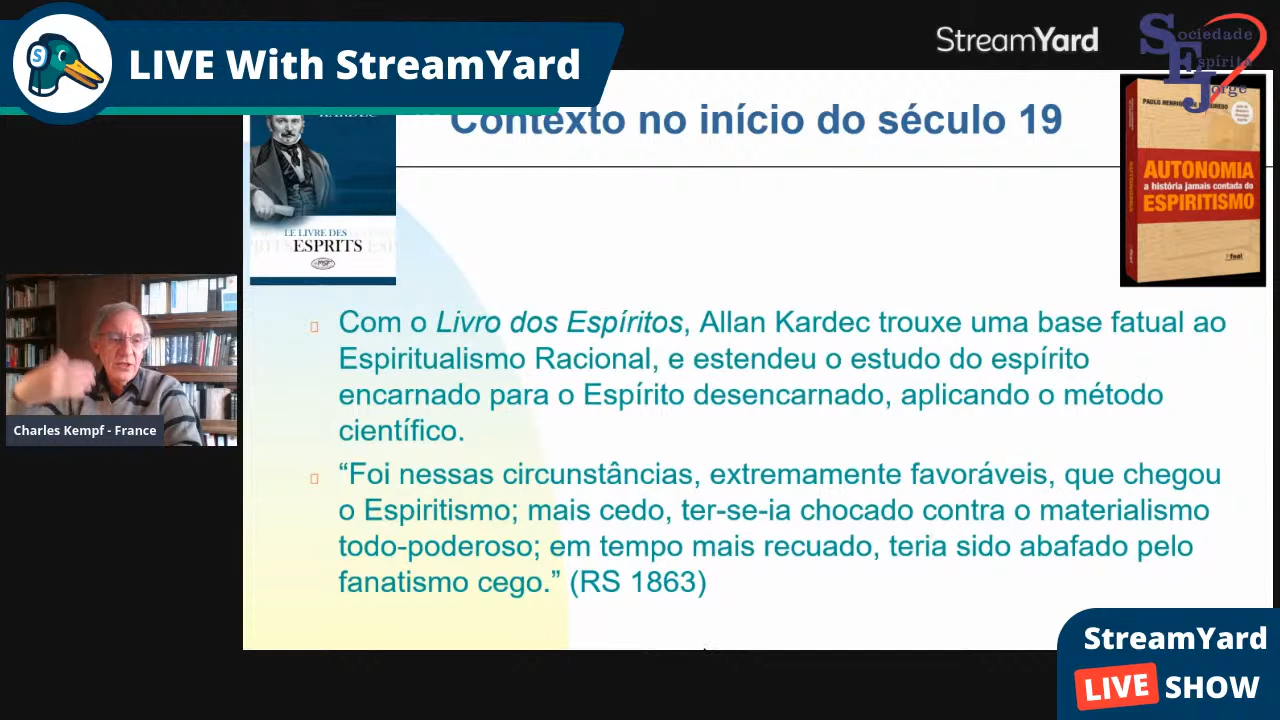 LIVE With StreamYard
StreamYard
Sociedade
Espírita
Jorge
Contexto no início do século 19
KARDEC
LE LIVRE DES
ESPRITS
PAULO HENRIQUE DE FIGUEIREDO
AUTONOMIA
a história jamais contada do
ESPIRITISMO
feal
Com o Livro dos Espíritos, Allan Kardec trouxe uma base fatual ao
Espiritualismo Racional, e estendeu o estudo do espírito
encarnado para o Espírito desencarnado, aplicando o método
científico.
“Foi nessas circunstâncias, extremamente favoráveis, que chegou
o Espiritismo; mais cedo, ter-se-ia chocado contra o materialismo
todo-poderoso; em tempo mais recuado, teria sido abafado pelo
fanatismo cego.” (RS 1863)
Charles Kempf - France
StreamYard
LIVE SHOW